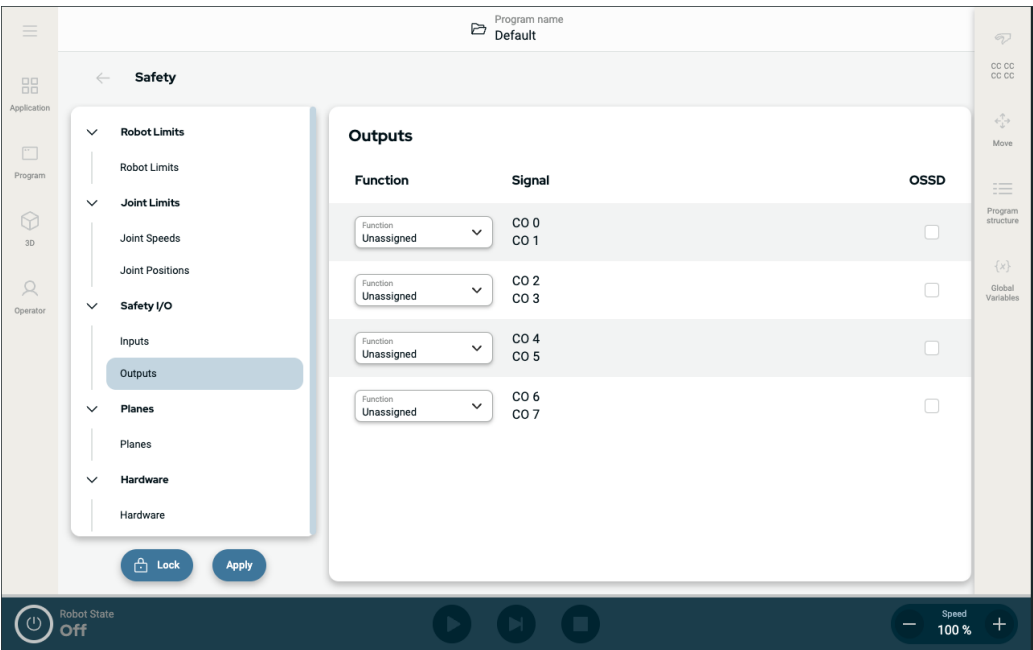 Program name
Default
Application
Program
3D
Operator
Safety
Robot Limits
Robot Limits
Joint Limits
Joint Speeds
Joint Positions
Safety I/O
Inputs
Outputs
Planes
Planes
Hardware
Hardware
Lock
Apply
Outputs
Function
Signal
OSSD
Function
Unassigned
CO 0
CO 1
Function
Unassigned
CO 2
CO 3
Function
Unassigned
CO 4
CO 5
Function
Unassigned
CO 6
CO 7
CC CC
CC CC
Move
Program
structure
{x}
Global
Variables
Robot State
Off
Speed
100 %